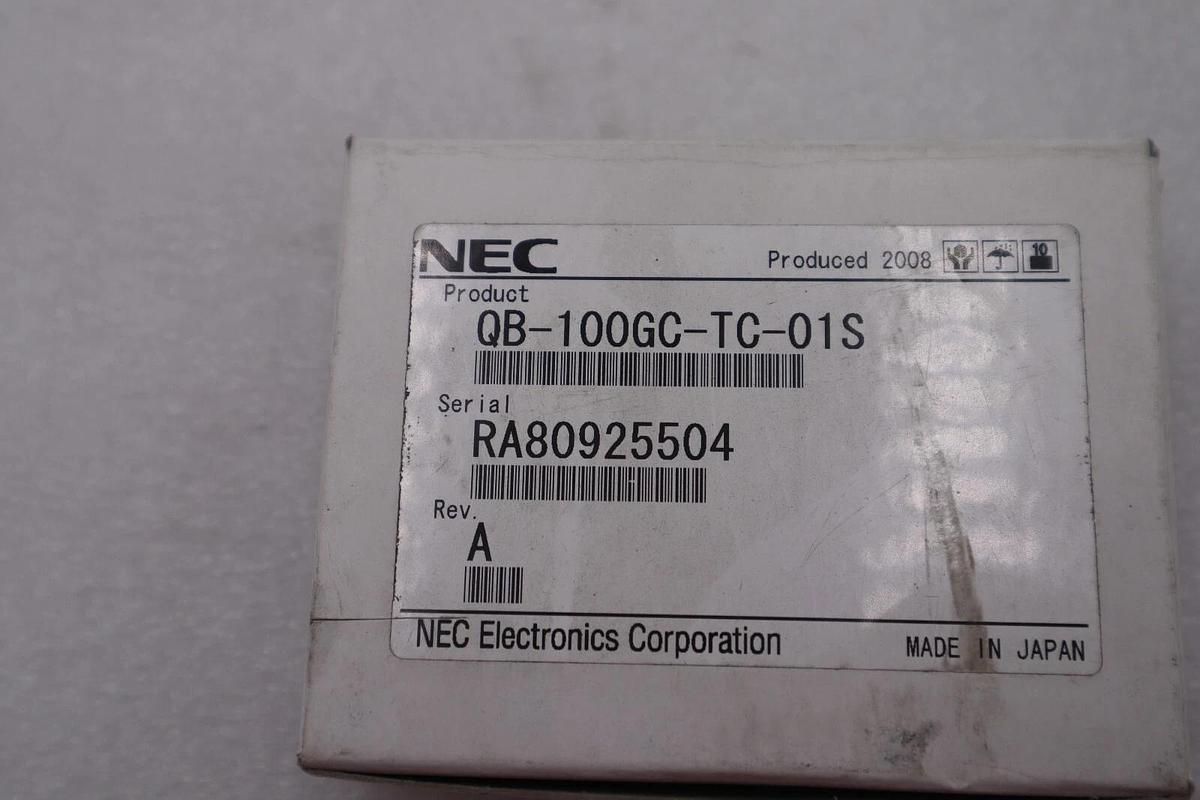 NEC
Produced 2008
10
Product
QB-100GC-TC-01S
Serial
RA80925504
Rev.
A
NEC Electronics Corporation
MADE IN JAPAN